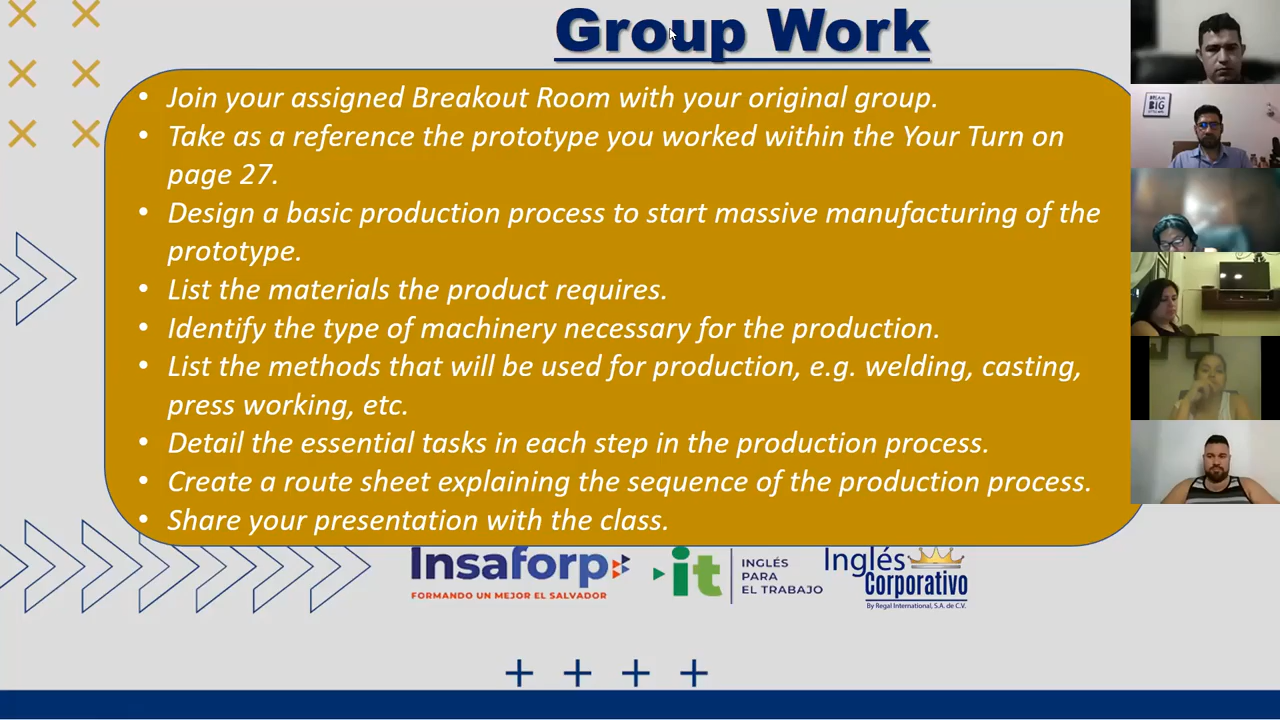 Group Work
• Join your assigned Breakout Room with your original group.
• Take as a reference the prototype you worked within the Your Turn on
page 27.
• Design a basic production process to start massive manufacturing of the
prototype.
• List the materials the product requires.
• Identify the type of machinery necessary for the production.
• List the methods that will be used for production, e.g. welding, casting,
press working, etc.
• Detail the essential tasks in each step in the production process.
• Create a route sheet explaining the sequence of the production process.
• Share your presentation with the class.
Insaforp
FORMANDO UN MEJOR EL SALVADOR
it
INGLÉS
PARA
EL TRABAJO
Inglés
Corporativo
By Regal International, S.A. de C.V.
BIG